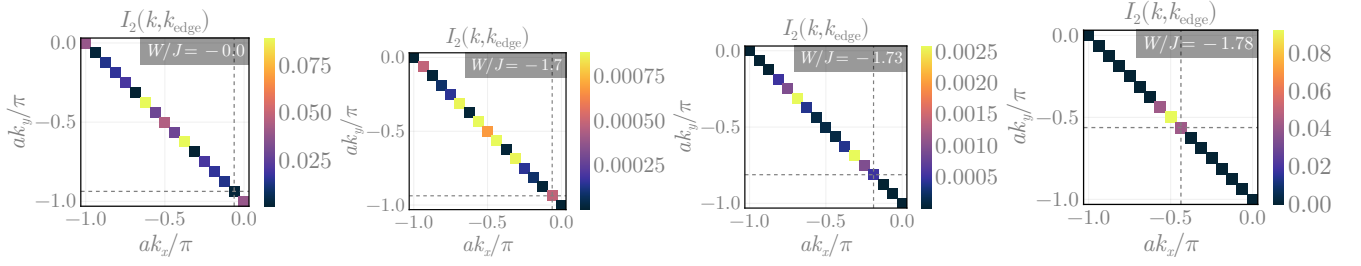 I₂(k,k_edge)
W/J = −0.0
ak_y/π
0.0
−0.5
−1.0
−1.0
−0.5
0.0
ak_x/π
0.075
0.050
0.025
I₂(k,k_edge)
W/J = −1.7
ak_y/π
0.0
−0.5
−1.0
−1.0
−0.5
0.0
ak_x/π
0.00075
0.00050
0.00025
I₂(k,k_edge)
W/J = −1.73
ak_y/π
0.0
−0.5
−1.0
−1.0
−0.5
0.0
ak_x/π
0.0025
0.0020
0.0015
0.0010
0.0005
I₂(k,k_edge)
W/J = −1.78
ak_y/π
0.0
−0.5
−1.0
−1.0
−0.5
0.0
ak_x/π
0.08
0.06
0.04
0.02
0.00